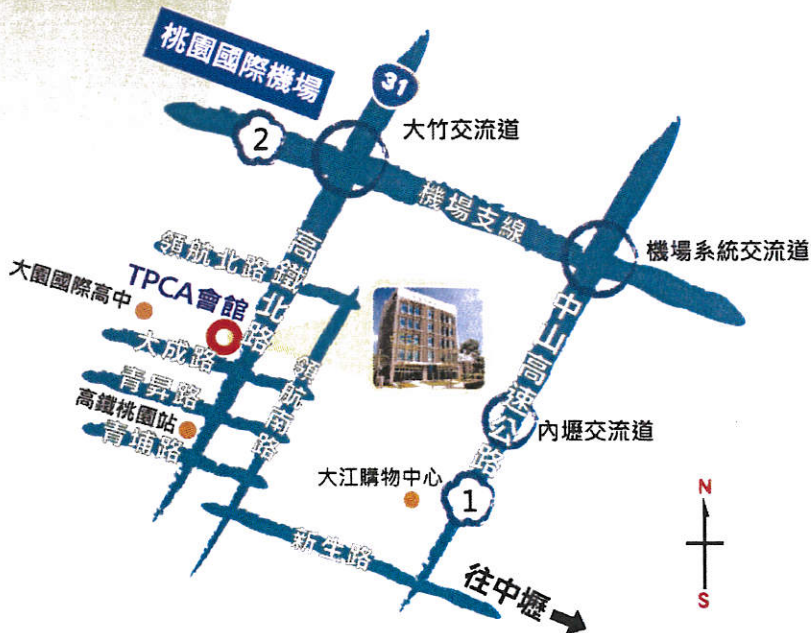 桃園國際機場
31
2
大竹交流道
機場支線
機場系統交流道
領航北路
高鐵北路
大園國際高中
TPCA會館
大成路
領航南路
中山高速公路
青昇路
高鐵桃園站
青埔路
內壢交流道
大江購物中心
1
新生路
往中壢
N
S